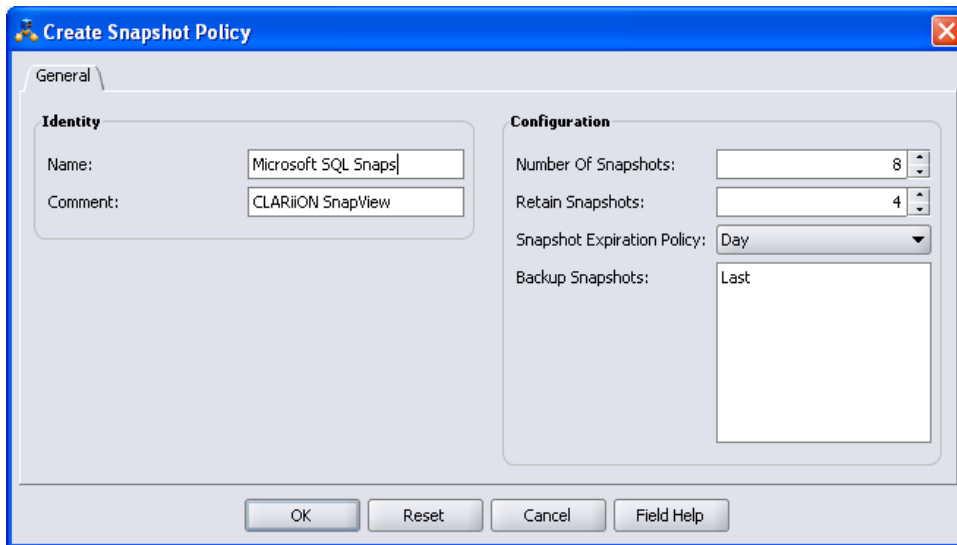 Create Snapshot Policy
General
Identity
Name: Microsoft SQL Snaps
Comment: CLARiiON SnapView
Configuration
Number Of Snapshots: 8
Retain Snapshots: 4
Snapshot Expiration Policy: Day
Backup Snapshots: Last
OK Reset Cancel Field Help